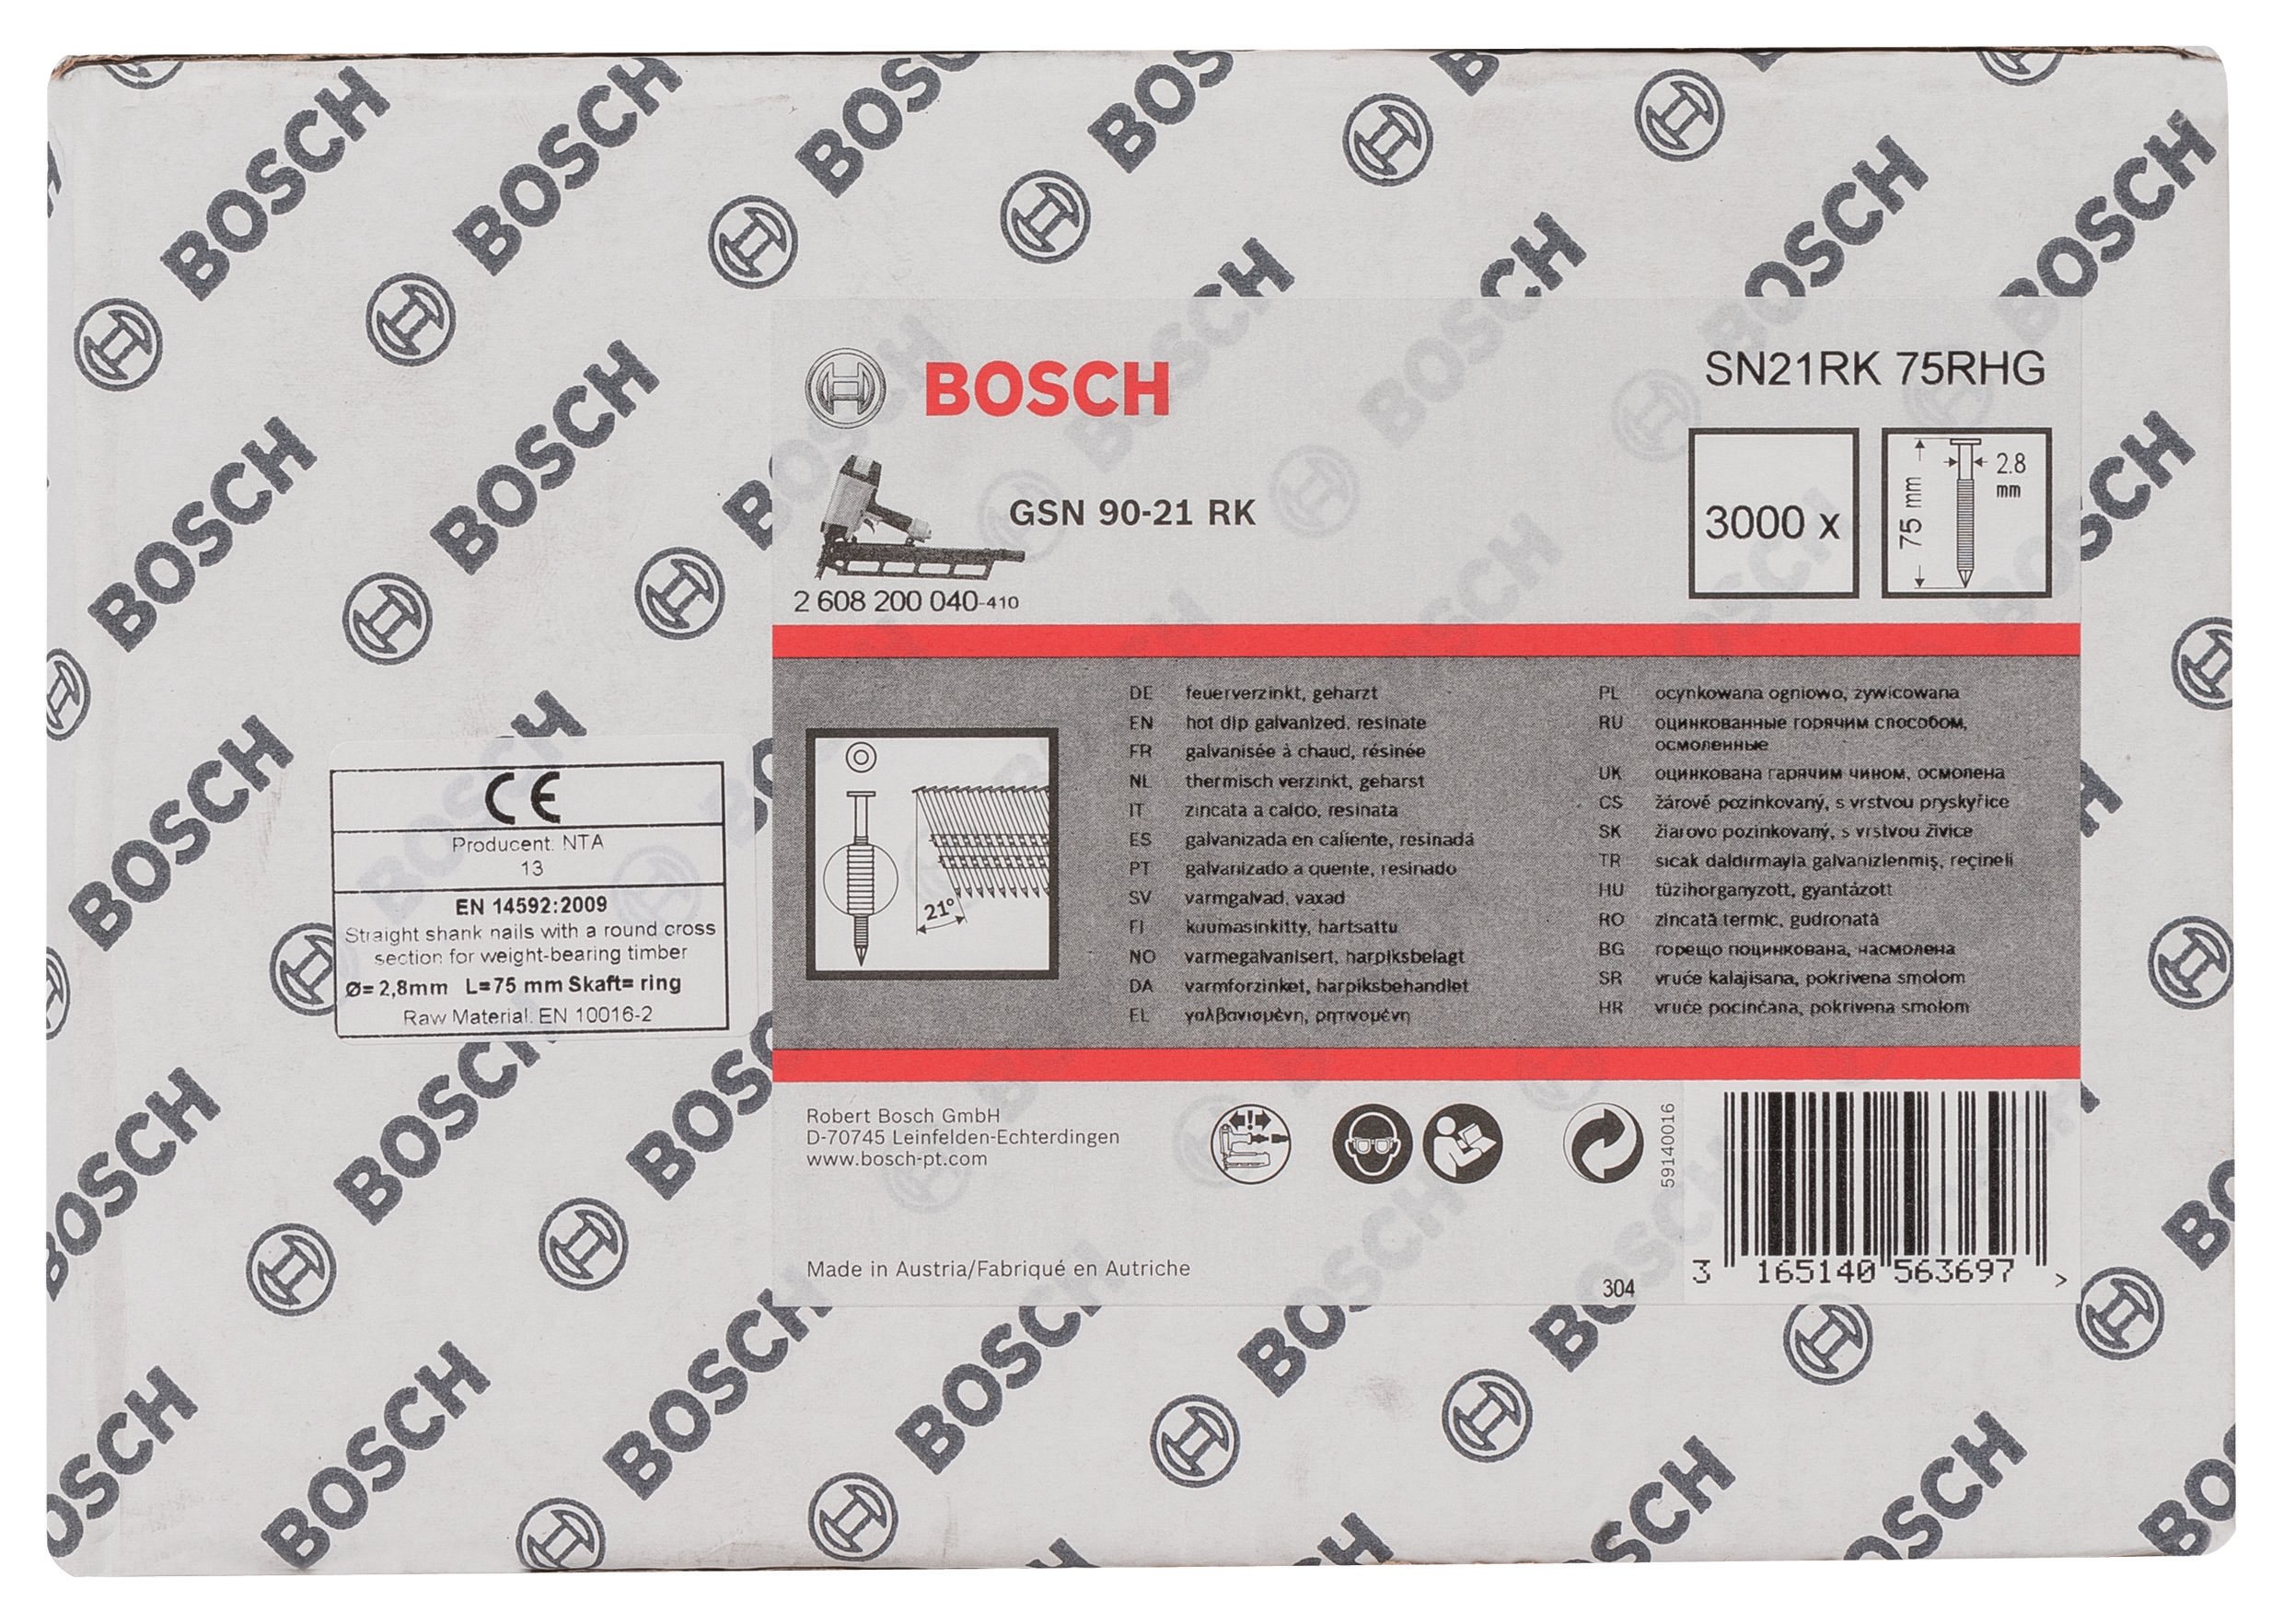 BOSCH
SN21RK 75RHG
GSN 90-21 RK
3000 x
75 mm
2.8
mm
2 608 200 040-410
CE
Producent: NTA
13
EN 14592:2009
Straight shank nails with a round cross
section for weight-bearing timber
Ø= 2,8mm L=75 mm Skaft= ring
Raw Material. EN 10016-2
21°
DE feuerverzinkt, geharzt
EN hot dip galvanized, resinate
FR galvanisée à chaud, résinée
NL thermisch verzinkt, geharst
IT zincata a caldo, resinata
ES galvanizada en caliente, resinada
PT galvanizado a quente, resinado
SV varmgalvad, vaxad
FI kuumasinkitty, hartsattu
NO varmegalvanisert, harpiksbelagt
DA varmforzinket, harpiksbehandlet
EL γαλβανισμένη, ρητινομένη
PL ocynkowana ogniowo, żywicowana
RU оцинкованные горячим способом,
осмоленные
UK оцинкована гарячим чином, осмолена
CS žárově pozinkovaný, s vrstvou pryskyřice
SK žiarovo pozinkovaný, s vrstvou živice
TR sıcak daldırmayla galvanizlenmiş, reçineli
HU tüzihorganyzott, gyantázott
RO zincată termic, gudronată
BG горещо поцинкована, насмолена
SR vruće kalajisana, pokrivena smolom
HR vruće pocinčana, pokrivena smolom
Robert Bosch GmbH
D-70745 Leinfelden-Echterdingen
www.bosch-pt.com
59140016
Made in Austria/Fabriqué en Autriche
304
3 165140 563697 >